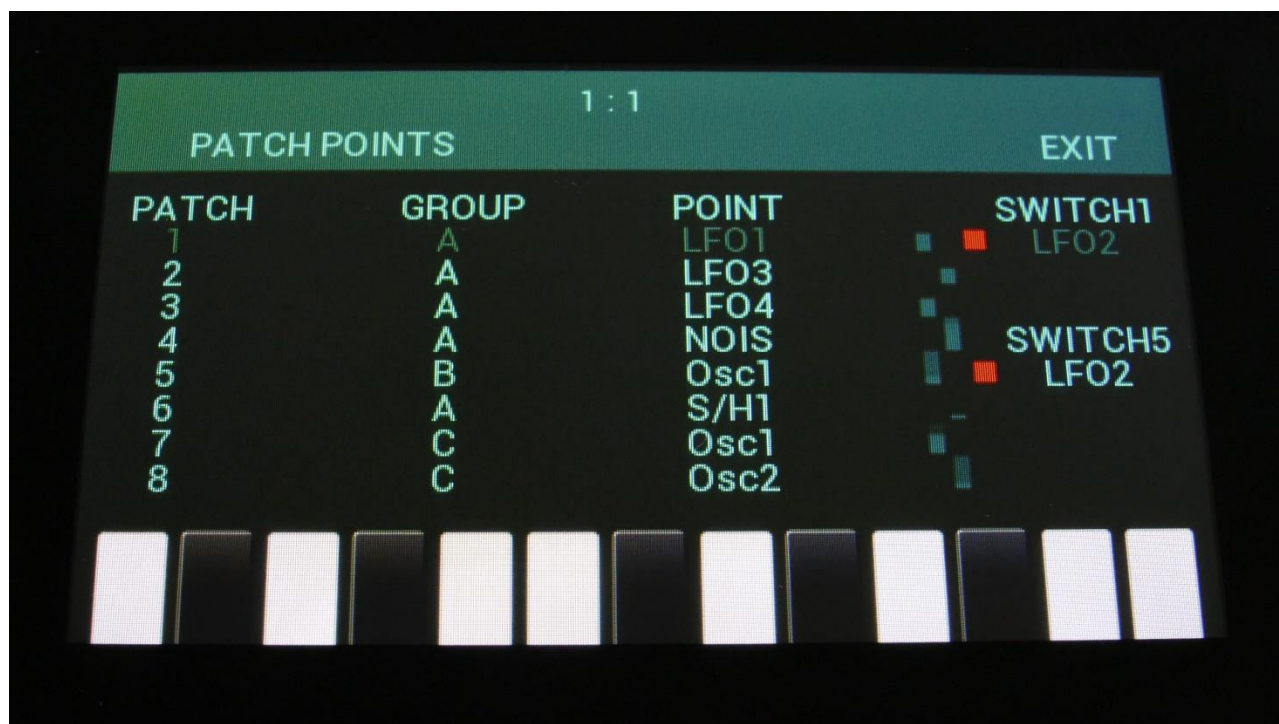 1 : 1
PATCH POINTS EXIT
PATCH GROUP POINT SWITCH1
1 A LFO1 LFO2
2 A LFO3
3 A LFO4
4 A NOIS SWITCH5
5 B Osc1 LFO2
6 A S/H1
7 C Osc1
8 C Osc2